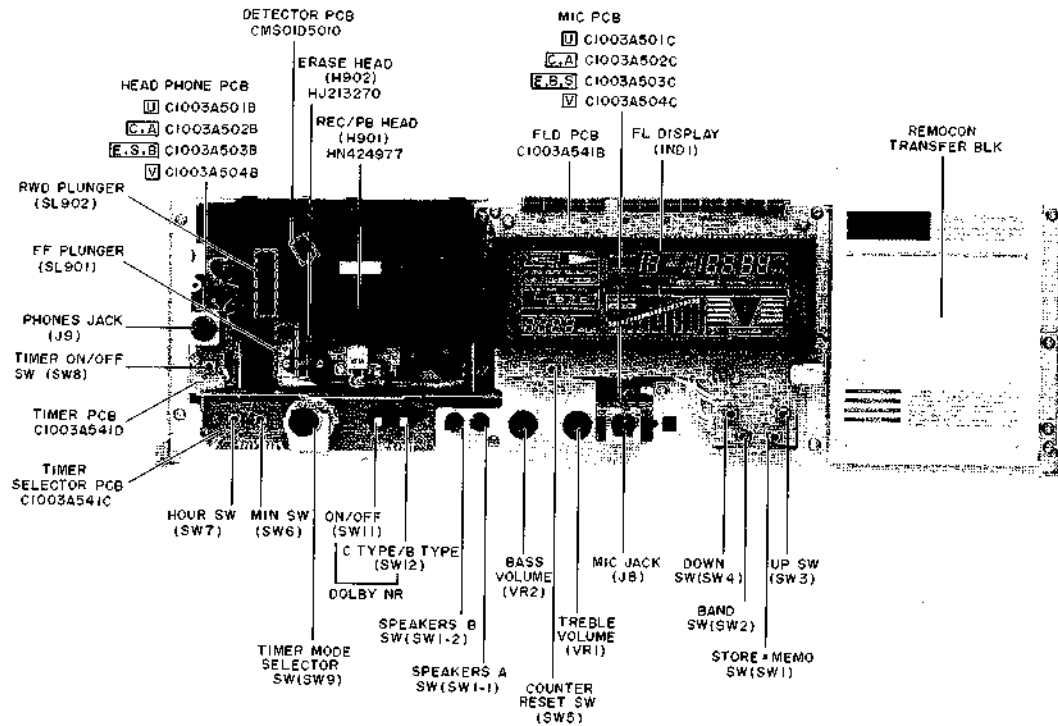 DETECTOR PCB
CMS01D5010
ERASE HEAD
(H902)
HJ213270
REC/PB HEAD
(H901)
HN424977
HEAD PHONE PCB
U C1003A501B
C.A C1003A502B
E.S.B C1003A503B
V C1003A504B
RWD PLUNGER
(SL902)
FF PLUNGER
(SL901)
PHONES JACK
(J9)
TIMER ON/OFF
SW (SW8)
TIMER PCB
C1003A541D
TIMER
SELECTOR PCB
C1003A541C
MIC PCB
U C1003A501C
C.A C1003A502C
E.B.S C1003A503C
V C1003A504C
FLD PCB
C1003A541B
FL DISPLAY
(IND1)
REMOCON
TRANSFER BLK
HOUR SW
(SW7)
MIN SW
(SW6)
ON/OFF
(SW11)
C TYPE/B TYPE
(SW12)
DOLBY NR
TIMER MODE
SELECTOR
SW(SW9)
SPEAKERS B
SW(SW1-2)
SPEAKERS A
SW(SW1-1)
BASS
VOLUME
(VR2)
COUNTER
RESET SW
(SW5)
TREBLE
VOLUME
(VR1)
MIC JACK
(J8)
DOWN
SW(SW4)
UP SW
(SW3)
BAND
SW(SW2)
STORE•MEMO
SW(SW1)